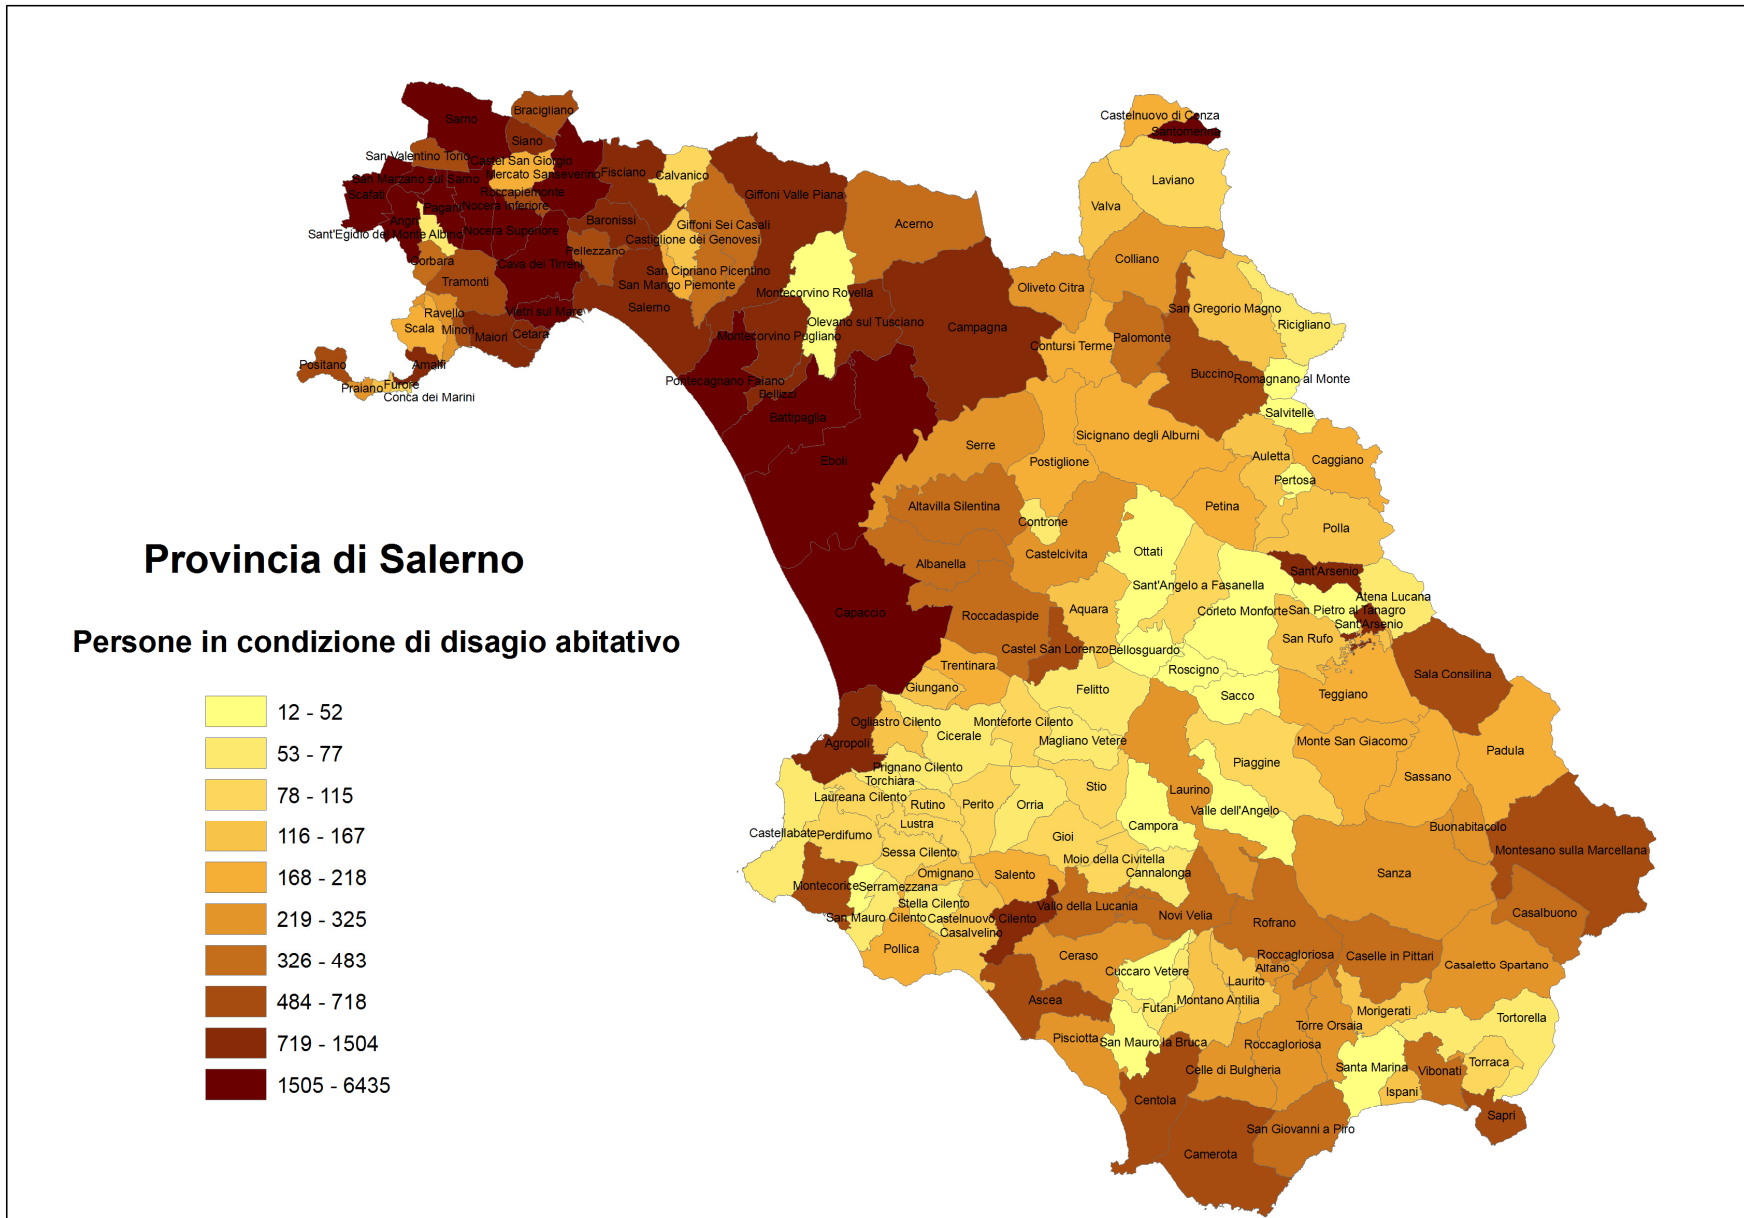 Provincia di Salerno
Persone in condizione di disagio abitativo
12 - 52
53 - 77
78 - 115
116 - 167
168 - 218
219 - 325
326 - 483
484 - 718
719 - 1504
1505 - 6435
Sarno
Bracigliano
Siano
San Valentino Torio
Castel San Giorgio
Mercato Sanseverino
Fisciano
Calvanico
San Marzano sul Sarno
Scafati
Roccapiemonte
Pagani
Nocera Inferiore
Angri
Sant'Egidio del Monte Albino
Nocera Superiore
Baronissi
Giffoni Valle Piana
Giffoni Sei Casali
Castiglione dei Genovesi
Acerno
Corbara
Cava dei Tirreni
Pellezzano
San Cipriano Picentino
San Mango Piemonte
Tramonti
Salerno
Montecorvino Rovella
Ravello
Vietri sul Mare
Scala
Minori
Maiori
Cetara
Olevano sul Tusciano
Montecorvino Pugliano
Campagna
Positano
Amalfi
Praiano
Furore
Conca dei Marini
Pontecagnano Faiano
Bellizzi
Battipaglia
Eboli
Castelnuovo di Conza
Santomenna
Laviano
Valva
Colliano
Oliveto Citra
San Gregorio Magno
Ricigliano
Palomonte
Contursi Terme
Buccino
Romagnano al Monte
Salvitelle
Serre
Sicignano degli Alburni
Postiglione
Auletta
Caggiano
Pertosa
Altavilla Silentina
Controne
Petina
Polla
Castelcivita
Ottati
Albanella
Sant'Angelo a Fasanella
Sant'Arsenio
Atena Lucana
Capaccio
Roccadaspide
Aquara
Corleto Monforte
San Pietro al Tanagro
Sant'Arsenio
San Rufo
Castel San Lorenzo
Bellosguardo
Roscigno
Trentinara
Giungano
Felitto
Sacco
Teggiano
Sala Consilina
Ogliastro Cilento
Monteforte Cilento
Cicerale
Magliano Vetere
Agropoli
Monte San Giacomo
Padula
Prignano Cilento
Torchiara
Piaggine
Sassano
Laureana Cilento
Rutino
Perito
Orria
Stio
Laurino
Valle dell'Angelo
Lustra
Castellabate
Perdifumo
Gioi
Campora
Buonabitacolo
Montesano sulla Marcellana
Sessa Cilento
Moio della Civitella
Omignano
Salento
Cannalonga
Sanza
Montecorice
Serramezzana
Stella Cilento
Vallo della Lucania
San Mauro Cilento
Castelnuovo Cilento
Casalvelino
Novi Velia
Rofrano
Casalbuono
Pollica
Ceraso
Roccagloriosa
Alfano
Caselle in Pittari
Casaletto Spartano
Cuccaro Vetere
Laurito
Ascea
Futani
Montano Antilia
Morigerati
Tortorella
Pisciotta
San Mauro la Bruca
Torre Orsaia
Roccagloriosa
Celle di Bulgheria
Santa Marina
Vibonati
Torraca
Ispani
Centola
Sapri
San Giovanni a Piro
Camerota